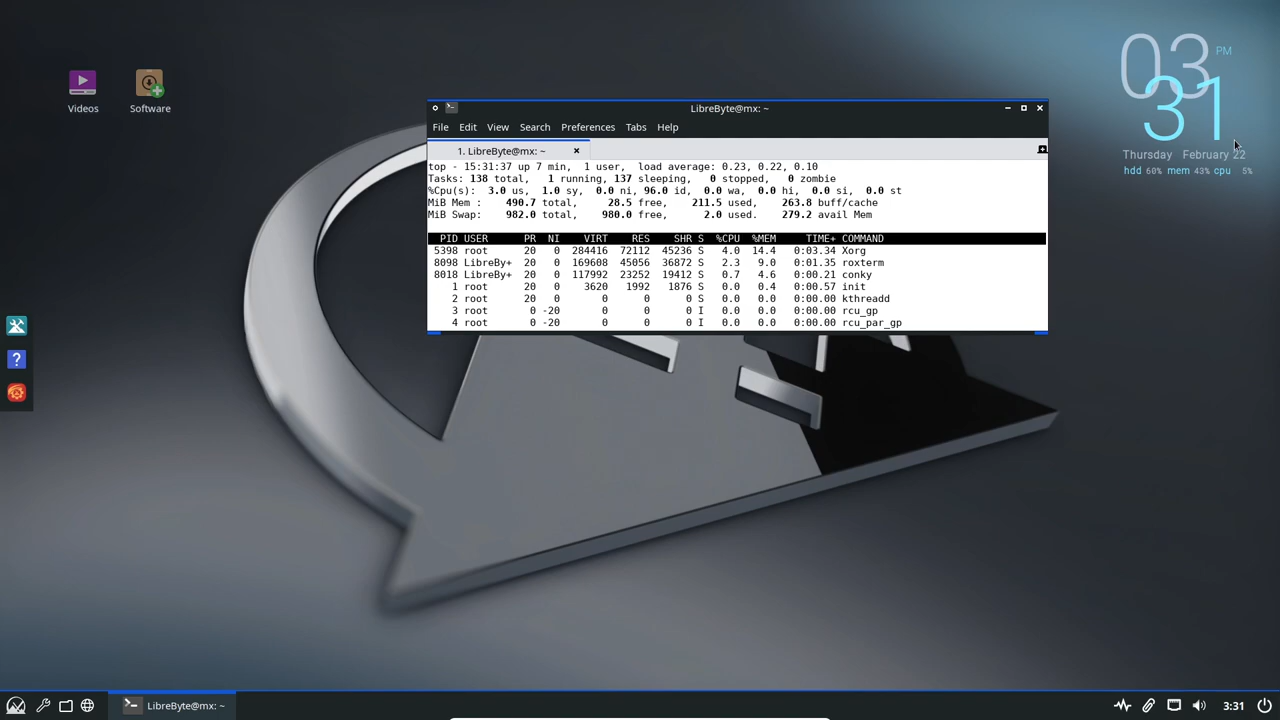 03 PM
31
Thursday February 22
hdd 60% mem 43% cpu 5%
Videos
Software
LibreByte@mx: ~
File Edit View Search Preferences Tabs Help
1. LibreByte@mx: ~
top - 15:31:37 up 7 min, 1 user, load average: 0.23, 0.22, 0.10
Tasks: 138 total, 1 running, 137 sleeping, 0 stopped, 0 zombie
%Cpu(s): 3.0 us, 1.0 sy, 0.0 ni, 96.0 id, 0.0 wa, 0.0 hi, 0.0 si, 0.0 st
MiB Mem : 490.7 total, 28.5 free, 211.5 used, 263.8 buff/cache
MiB Swap: 982.0 total, 980.0 free, 2.0 used. 279.2 avail Mem
PID USER PR NI VIRT RES SHR S %CPU %MEM TIME+ COMMAND
5398 root 20 0 284416 72112 45236 S 4.0 14.4 0:03.34 Xorg
8098 LibreBy+ 20 0 169608 45056 36872 S 2.3 9.0 0:01.35 roxterm
8018 LibreBy+ 20 0 117992 23252 19412 S 0.7 4.6 0:00.21 conky
1 root 20 0 3620 1992 1876 S 0.0 0.4 0:00.57 init
2 root 20 0 0 0 0 S 0.0 0.0 0:00.00 kthreadd
3 root 0 -20 0 0 0 I 0.0 0.0 0:00.00 rcu_gp
4 root 0 -20 0 0 0 I 0.0 0.0 0:00.00 rcu_par_gp
LibreByte@mx: ~
3:31